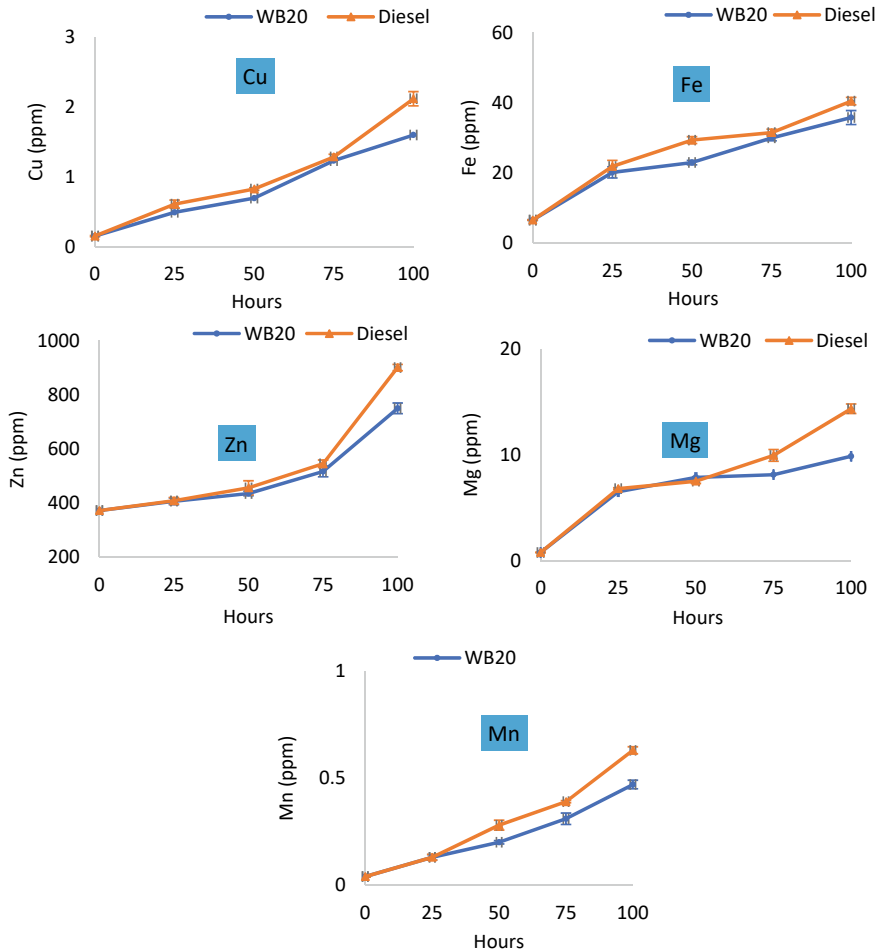 WB20 Diesel
3
2
1
0
Cu (ppm)
Cu
0 25 50 75 100
Hours
WB20 Diesel
60
40
20
0
Fe (ppm)
Fe
0 25 50 75 100
Hours
WB20 Diesel
1000
800
600
400
200
Zn (ppm)
Zn
0 25 50 75 100
Hours
WB20 Diesel
20
10
0
Mg (ppm)
Mg
0 25 50 75 100
Hours
WB20
1
0.5
0
Mn (ppm)
Mn
0 25 50 75 100
Hours